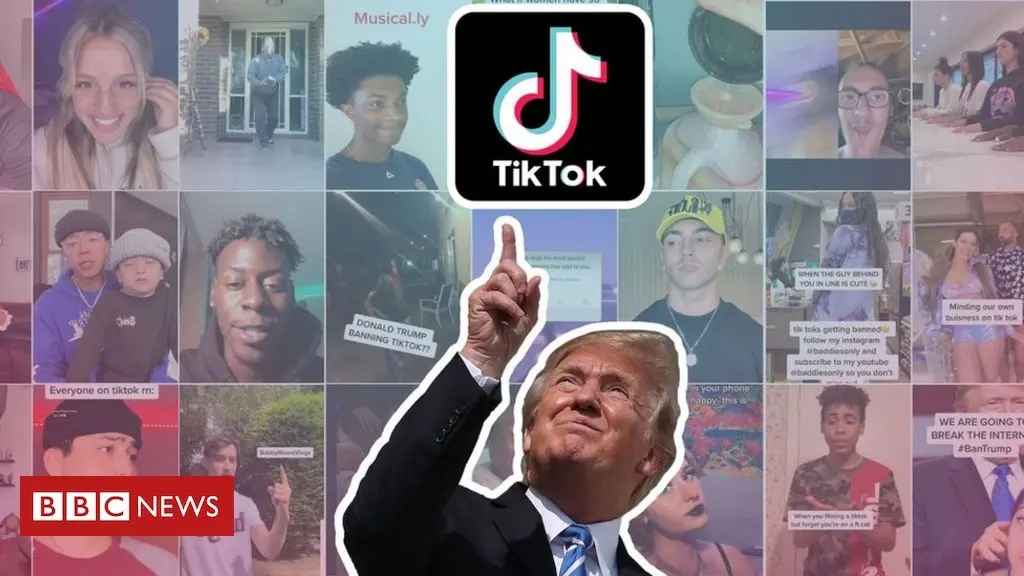 Musical.ly
What if women have so
TikTok
DONALD TRUMP
BANNING TIKTOK??
WHEN THE GUY BEHIND
YOU IN LINE IS CUTE
tik toks getting banned
follow my instagram
@baddiesonly and
subscribe to my youtube
@baddiesonly so you don't
Minding our own
buisness on tik tok
Everyone on tiktok rn:
BobbyMooreVlogs
in your phone"
happy- this is
WE ARE GOING TO
BREAK THE INTERN
#BanTrump
When you filming a tiktok
but forget you're on a ft call
BBC NEWS